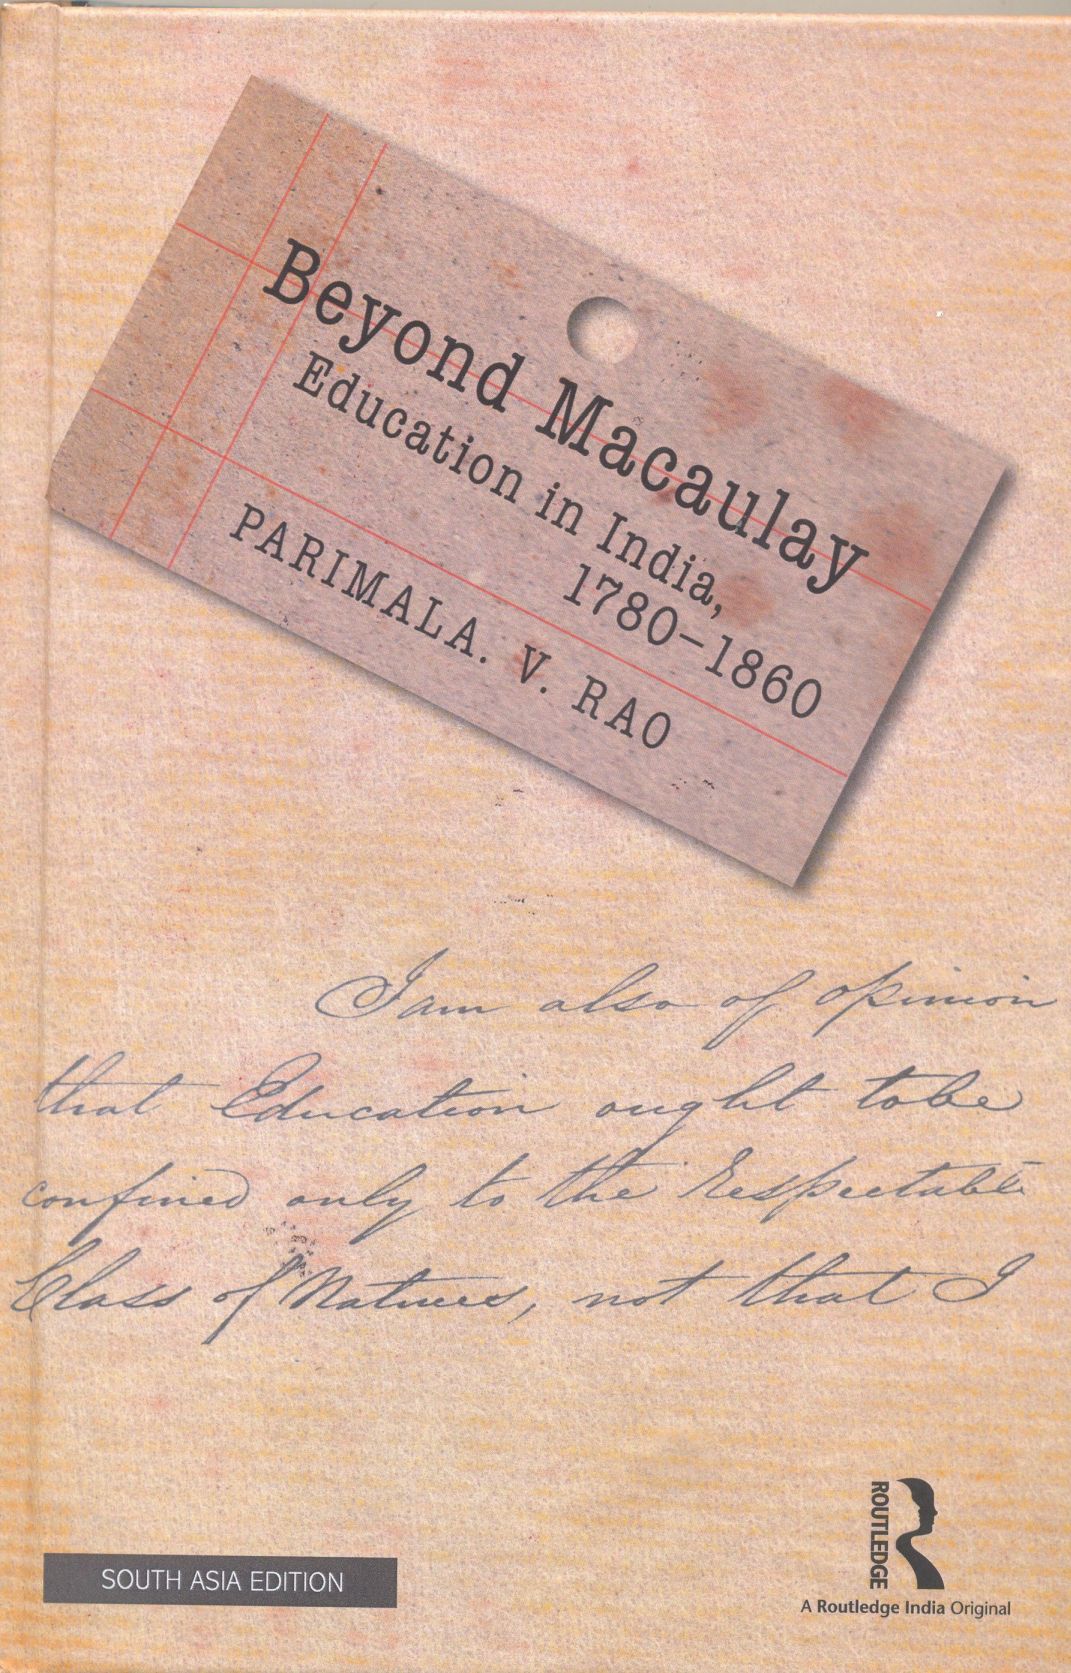 Beyond Macaulay
Education in India,
1780–1860
PARIMALA. V. RAO
I am also of opinion
that Education ought to be
confined only to the respectable
Class of Natives, not that I
SOUTH ASIA EDITION
ROUTLEDGE
A Routledge India Original